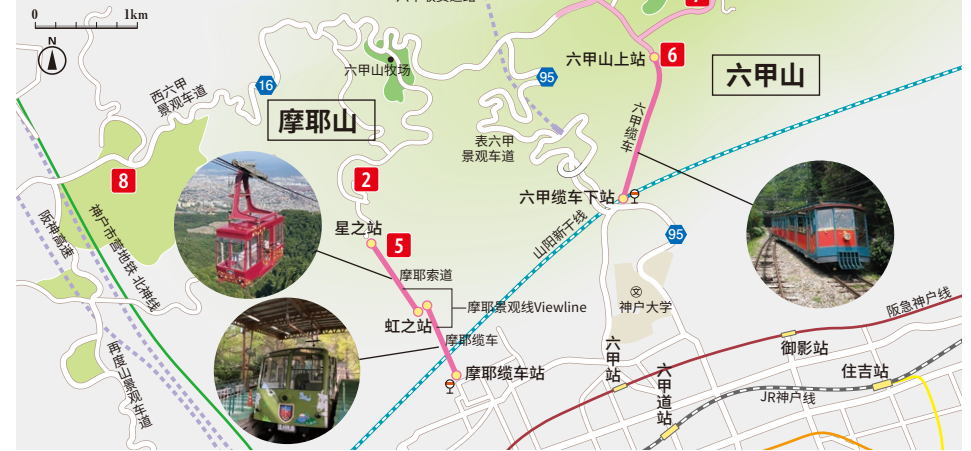 0 1km
N
7
六甲山上站
6
六甲山
六甲山牧场
95
16
西六甲
景观车道
摩耶山
六甲缆车
表六甲
景观车道
8
2
六甲缆车下站
阪神高速
神户市营地铁 北神线
星之站
5
山阳新干线
95
摩耶索道
文
神户大学
摩耶景观线Viewline
虹之站
摩耶缆车
阪急神户线
再度山景观车道
六甲站
御影站
摩耶缆车站
六甲道站
住吉站
JR神户线